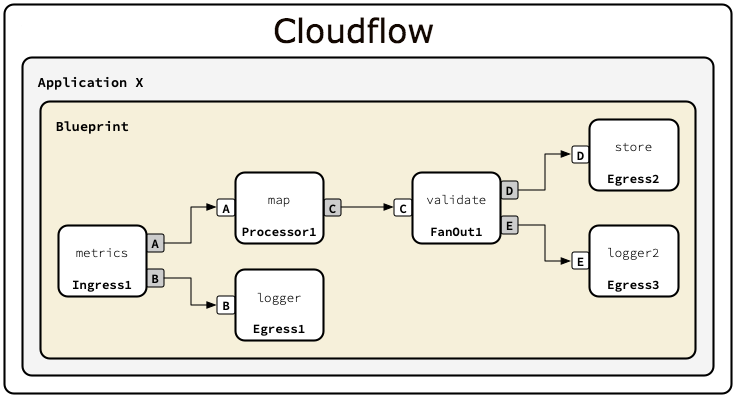 Cloudflow
Application X
Blueprint
metrics
Ingress1
A
B
A
map
Processor1
C
B
logger
Egress1
C
validate
FanOut1
D
E
D
store
Egress2
E
logger2
Egress3